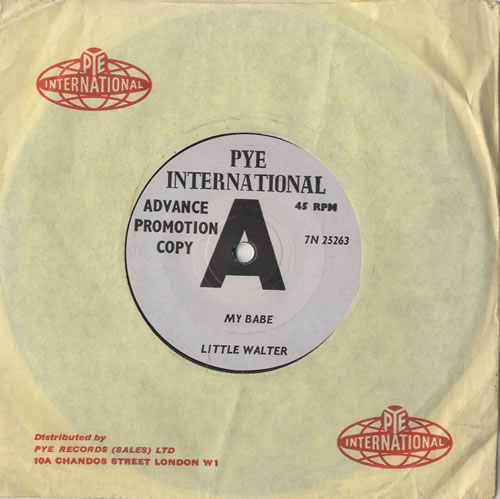 PYE
INTERNATIONAL
PYE
INTERNATIONAL
ADVANCE
PROMOTION
COPY
A
45 RPM
7N 25263
MY BABE
LITTLE WALTER
Distributed by
PYE RECORDS (SALES) LTD
10A CHANDOS STREET LONDON W1
PYE
INTERNATIONAL